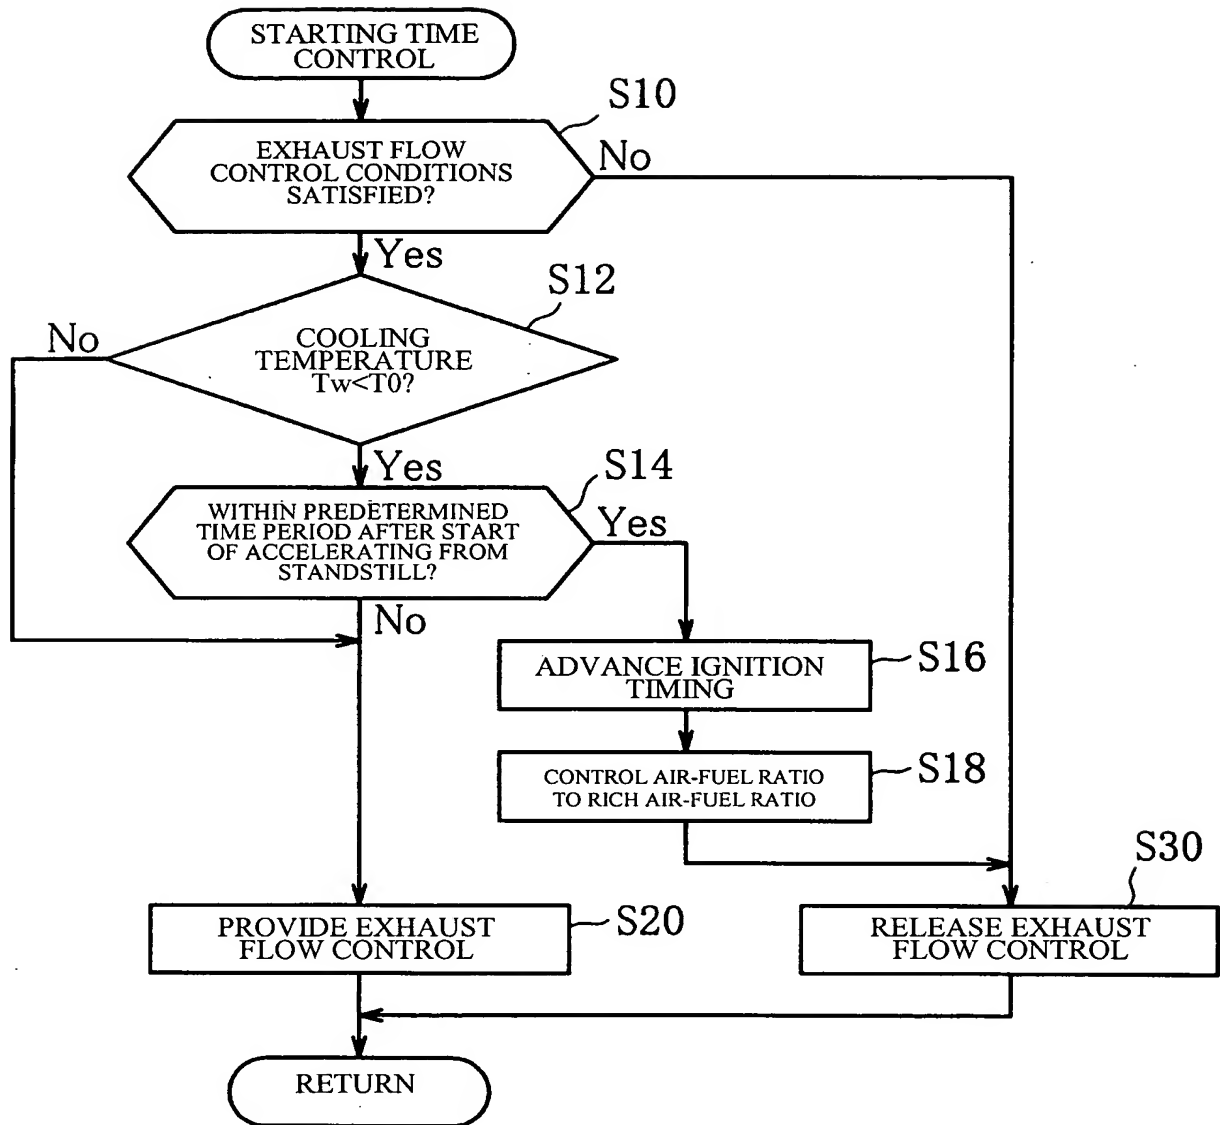 STARTING TIME
CONTROL
S10
EXHAUST FLOW
CONTROL CONDITIONS
SATISFIED?
No
Yes
S12
No
COOLING
TEMPERATURE
Tw<T0?
Yes
S14
WITHIN PREDETERMINED
TIME PERIOD AFTER START
OF ACCELERATING FROM
STANDSTILL?
Yes
No
ADVANCE IGNITION
TIMING
S16
CONTROL AIR-FUEL RATIO
TO RICH AIR-FUEL RATIO
S18
PROVIDE EXHAUST
FLOW CONTROL
S20
S30
RELEASE EXHAUST
FLOW CONTROL
RETURN